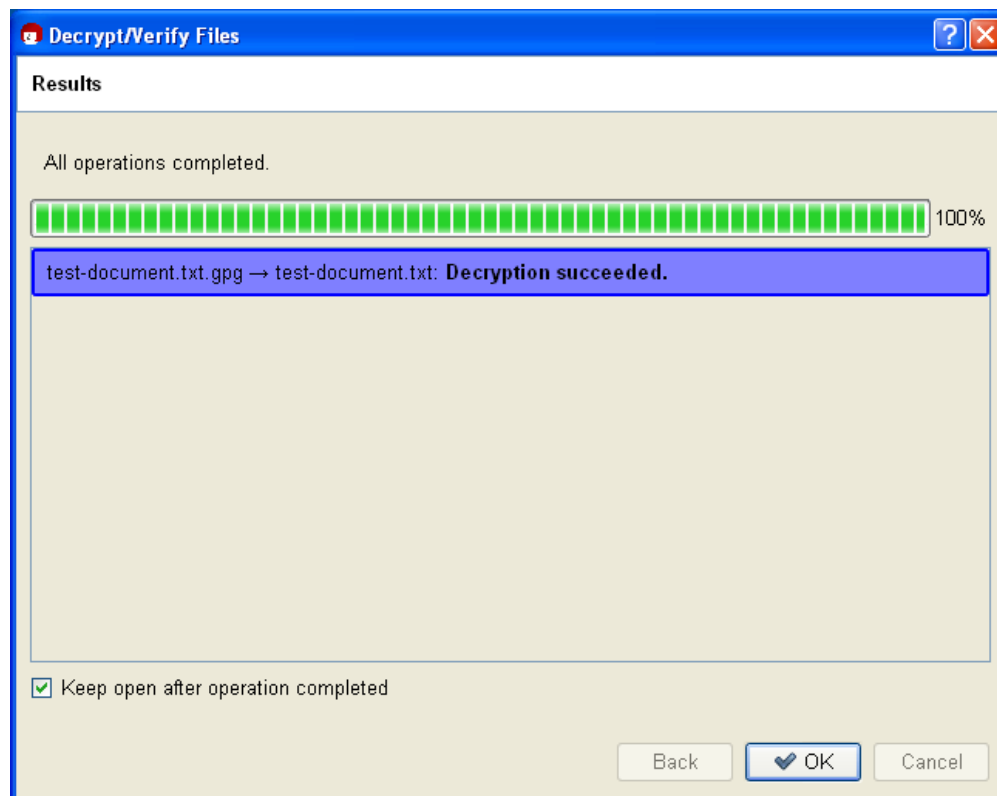 Decrypt/Verify Files
?
Results
All operations completed.
100%
test-document.txt.gpg → test-document.txt: Decryption succeeded.
Keep open after operation completed
Back
OK
Cancel